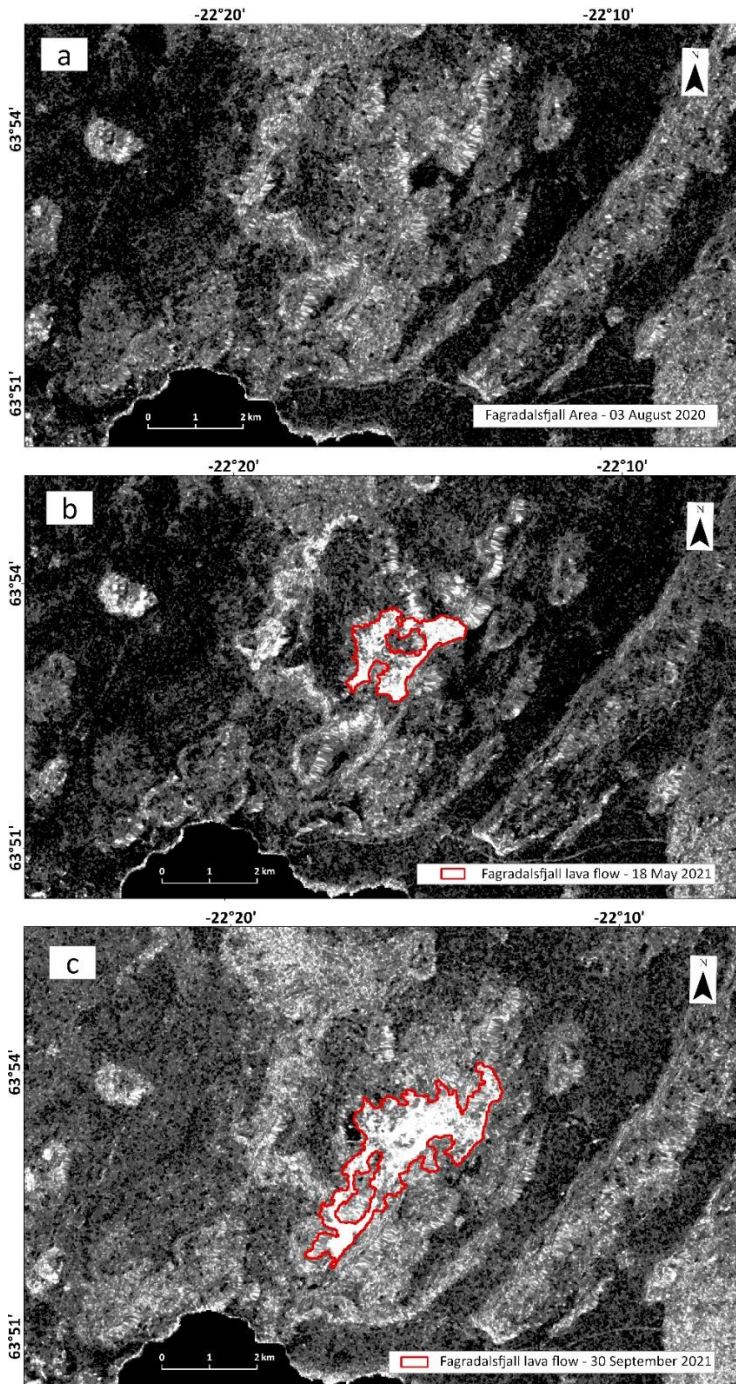 -22°20' -22°10'
a
N
63°54'
63°51'
0 1 2 km
Fagradalsfjall Area - 03 August 2020
-22°20' -22°10'
b
N
63°54'
63°51'
0 1 2 km
Fagradalsfjall lava flow - 18 May 2021
-22°20' -22°10'
c
N
63°54'
63°51'
0 1 2 km
Fagradalsfjall lava flow - 30 September 2021